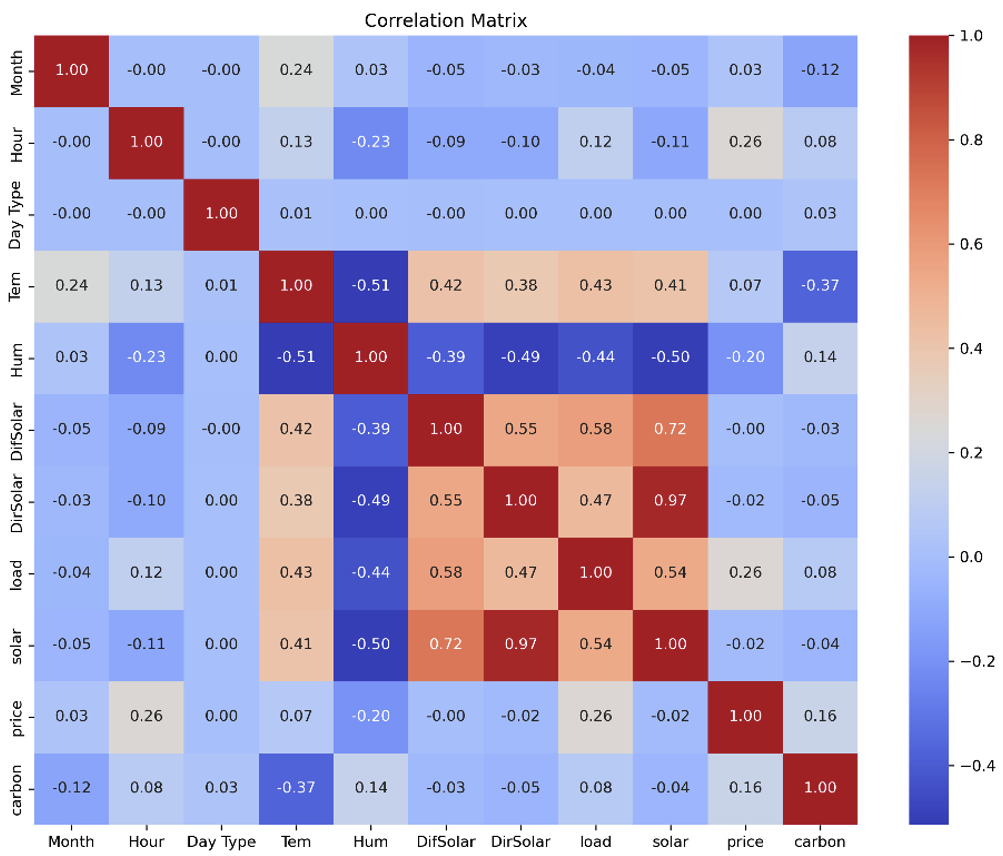 Correlation Matrix
Month 1.00 -0.00 -0.00 0.24 0.03 -0.05 -0.03 -0.04 -0.05 0.03 -0.12
Hour -0.00 1.00 -0.00 0.13 -0.23 -0.09 -0.10 0.12 -0.11 0.26 0.08
Day Type -0.00 -0.00 1.00 0.01 0.00 -0.00 0.00 0.00 0.00 0.00 0.03
Tem 0.24 0.13 0.01 1.00 -0.51 0.42 0.38 0.43 0.41 0.07 -0.37
Hum 0.03 -0.23 0.00 -0.51 1.00 -0.39 -0.49 -0.44 -0.50 -0.20 0.14
DifSolar -0.05 -0.09 -0.00 0.42 -0.39 1.00 0.55 0.58 0.72 -0.00 -0.03
DirSolar -0.03 -0.10 0.00 0.38 -0.49 0.55 1.00 0.47 0.97 -0.02 -0.05
load -0.04 0.12 0.00 0.43 -0.44 0.58 0.47 1.00 0.54 0.26 0.08
solar -0.05 -0.11 0.00 0.41 -0.50 0.72 0.97 0.54 1.00 -0.02 -0.04
price 0.03 0.26 0.00 0.07 -0.20 -0.00 -0.02 0.26 -0.02 1.00 0.16
carbon -0.12 0.08 0.03 -0.37 0.14 -0.03 -0.05 0.08 -0.04 0.16 1.00
Month Hour Day Type Tem Hum DifSolar DirSolar load solar price carbon
1.0
0.8
0.6
0.4
0.2
0.0
−0.2
−0.4